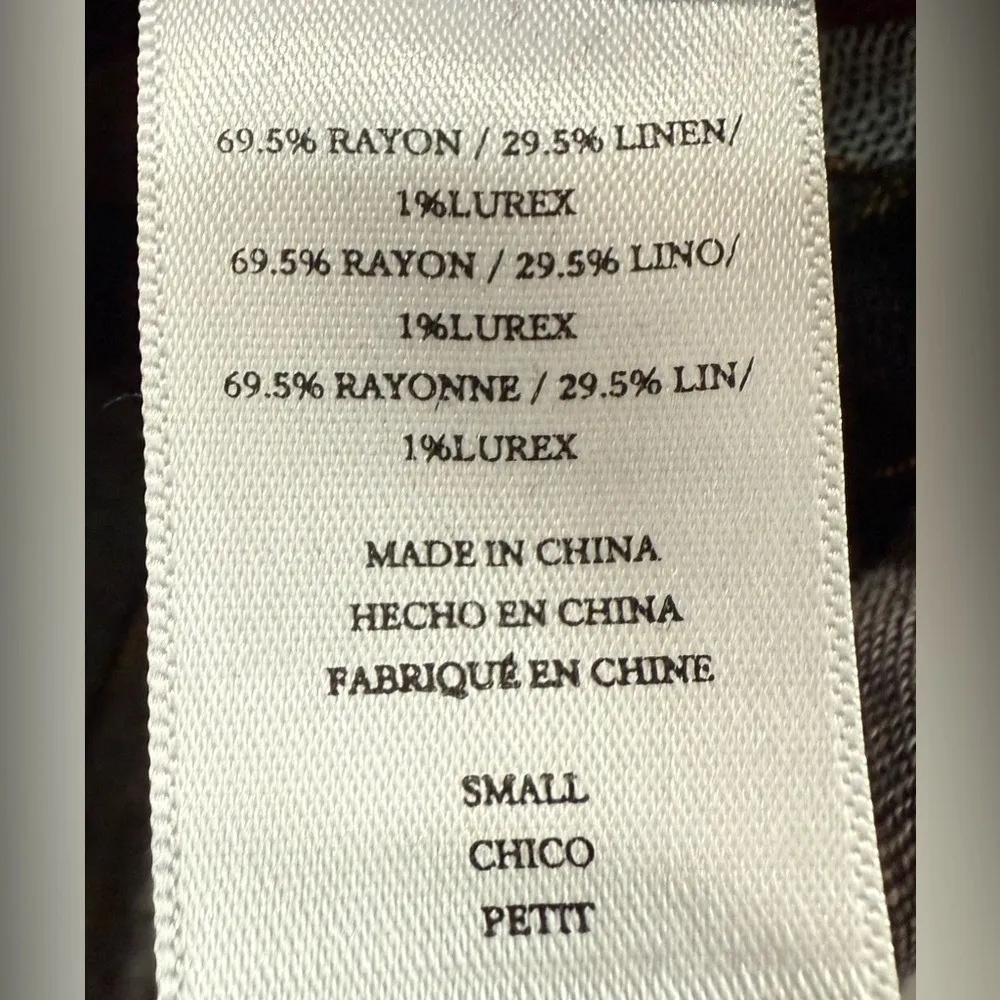 69.5% RAYON / 29.5% LINEN/
1%LUREX
69.5% RAYON / 29.5% LINO/
1%LUREX
69.5% RAYONNE / 29.5% LIN/
1%LUREX
MADE IN CHINA
HECHO EN CHINA
FABRIQUÉ EN CHINE
SMALL
CHICO
PETIT